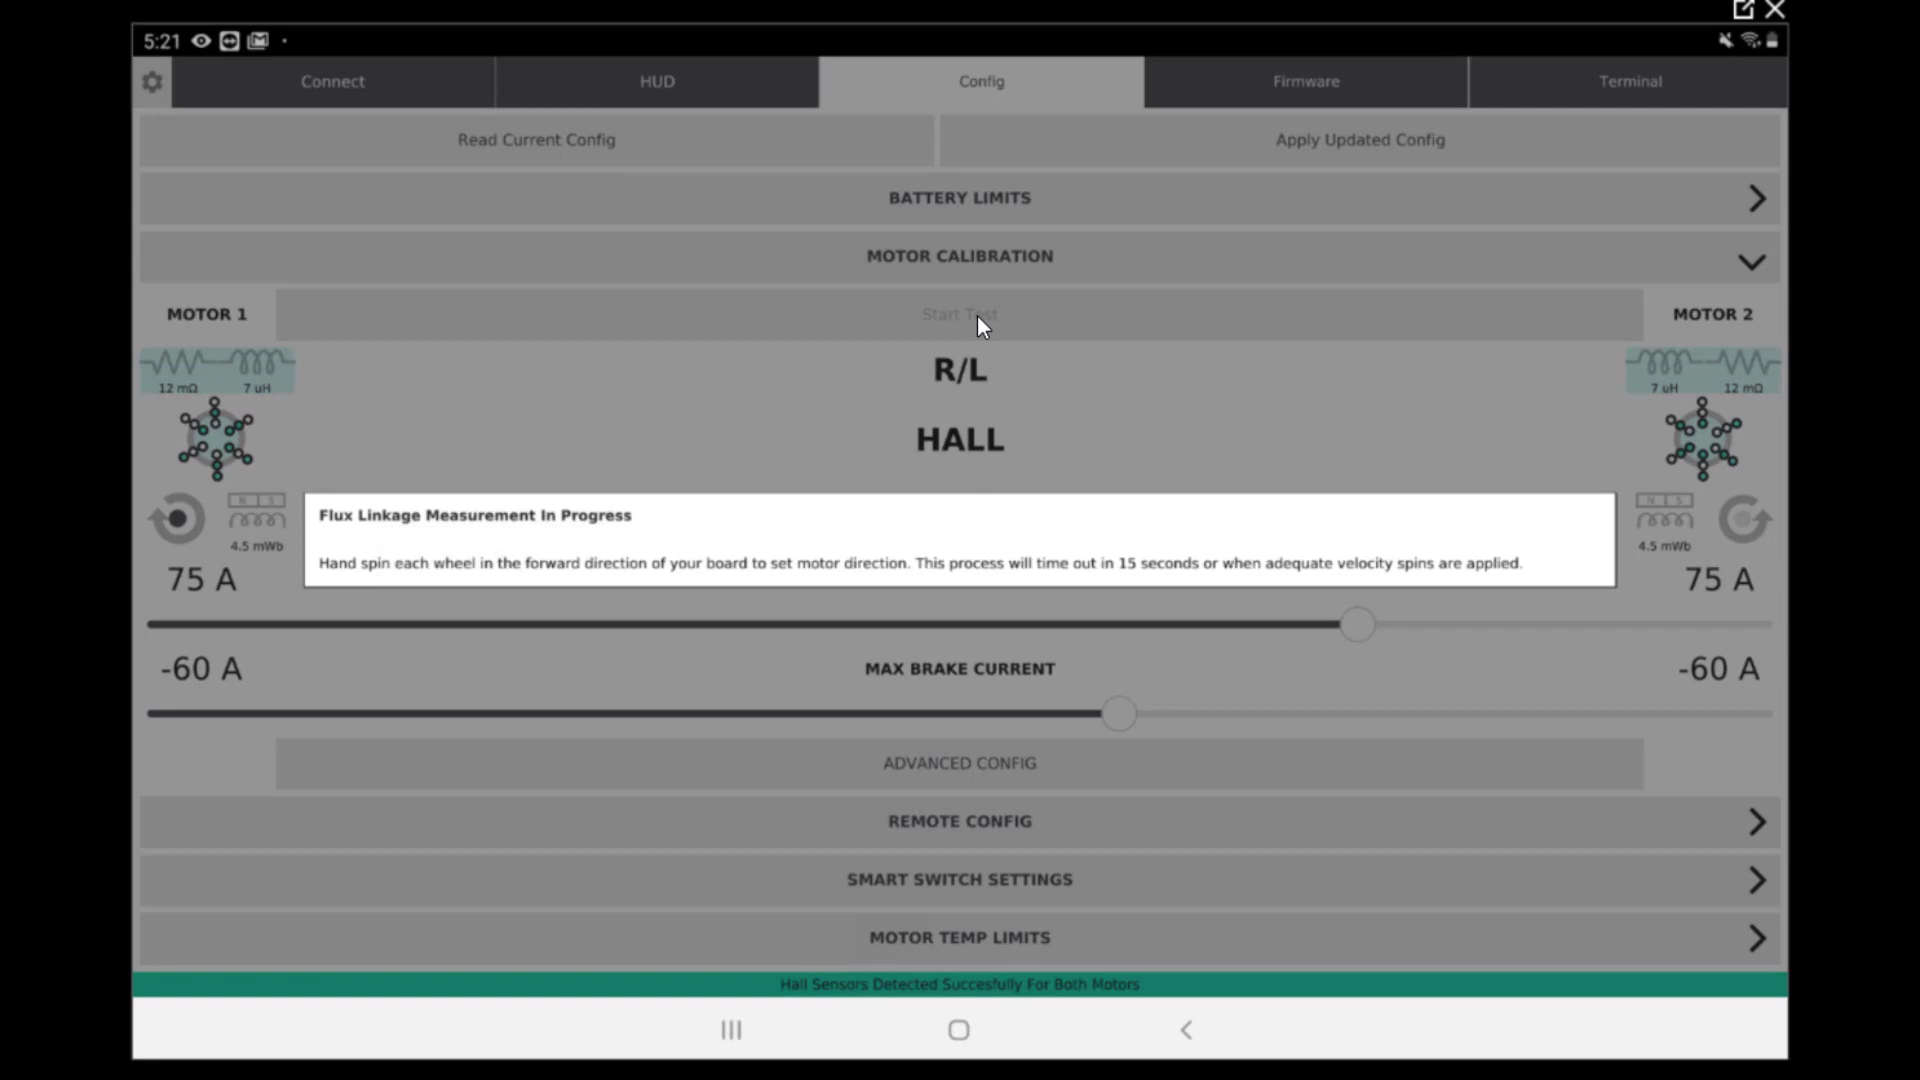 5:21
Connect
HUD
Config
Firmware
Terminal
Read Current Config
Apply Updated Config
BATTERY LIMITS
MOTOR CALIBRATION
MOTOR 1
Start Test
MOTOR 2
R/L
12 mΩ
7 uH
7 uH
12 mΩ
HALL
N S
N S
4.5 mWb
4.5 mWb
Flux Linkage Measurement In Progress
Hand spin each wheel in the forward direction of your board to set motor direction. This process will time out in 15 seconds or when adequate velocity spins are applied.
75 A
75 A
-60 A
MAX BRAKE CURRENT
-60 A
ADVANCED CONFIG
REMOTE CONFIG
SMART SWITCH SETTINGS
MOTOR TEMP LIMITS
Hall Sensors Detected Succesfully For Both Motors